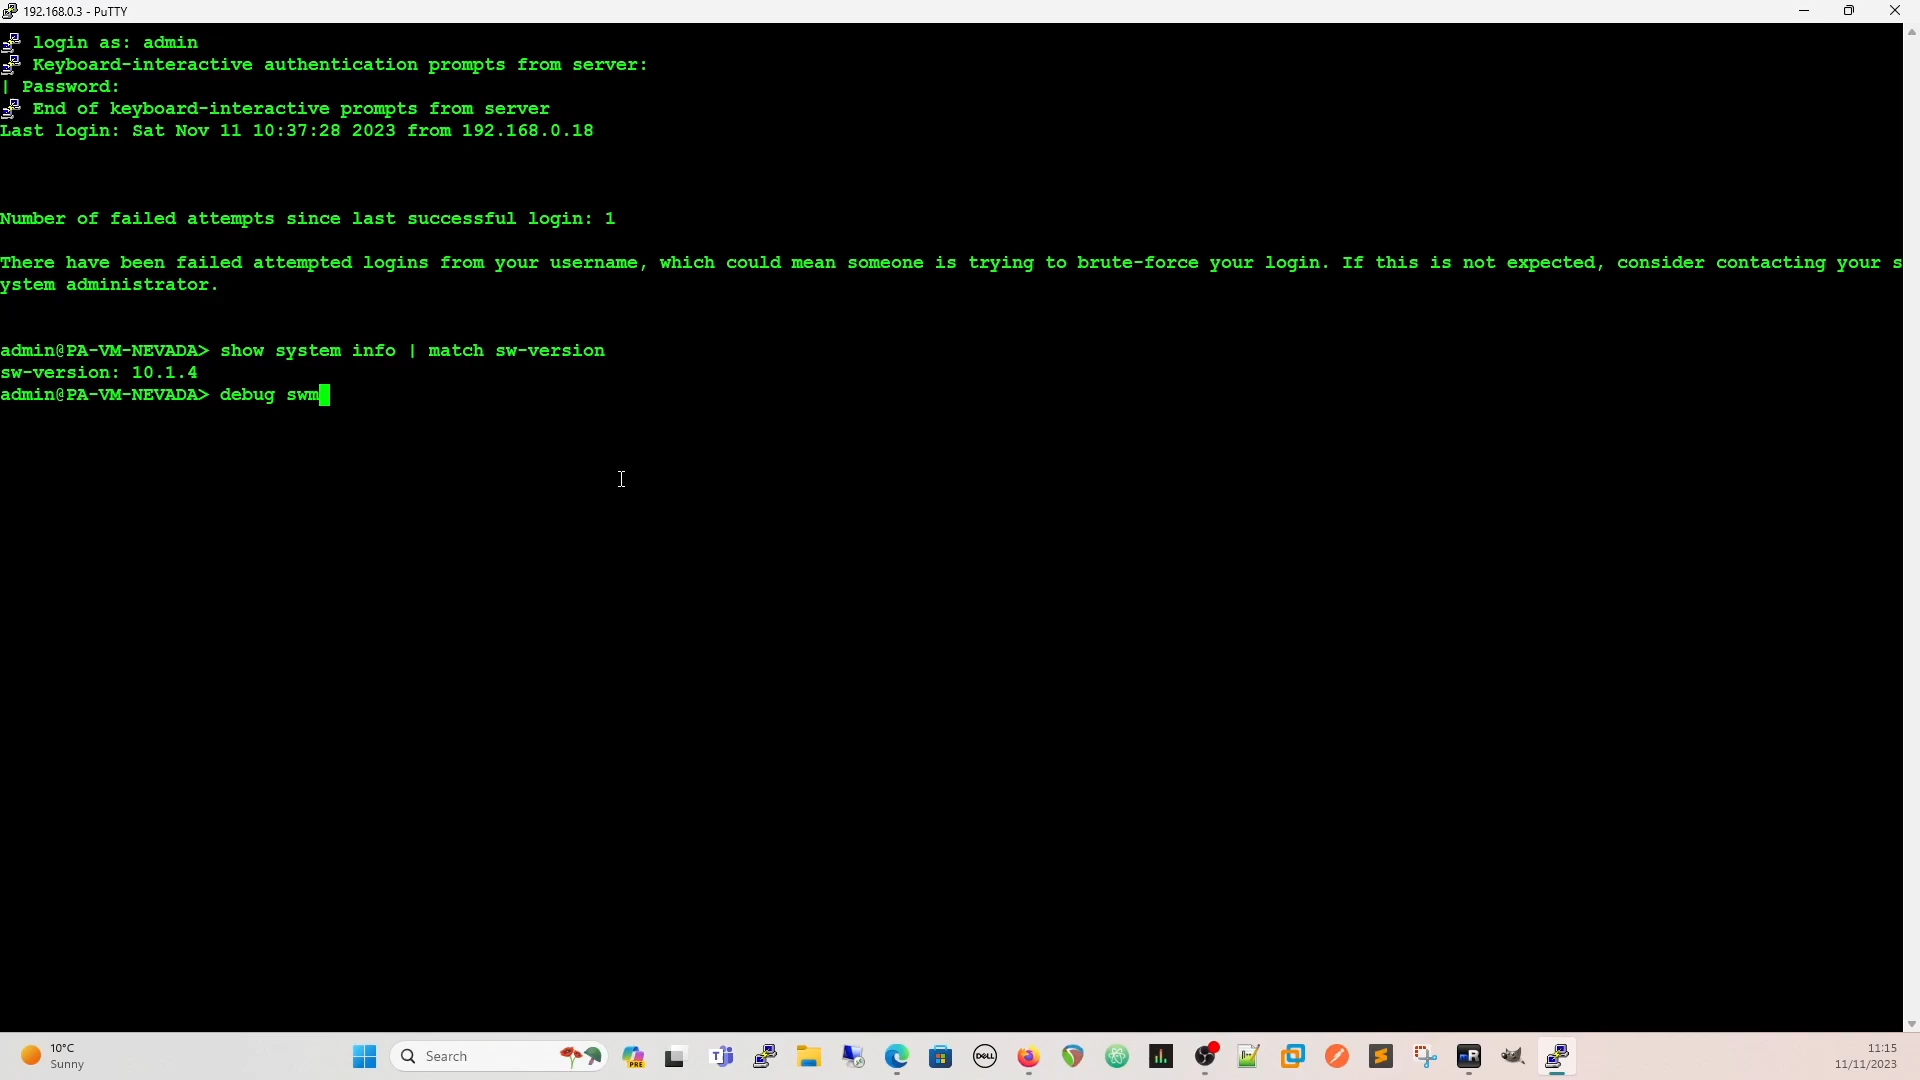 192.168.0.3 - PuTTY
login as: admin
Keyboard-interactive authentication prompts from server:
| Password:
End of keyboard-interactive prompts from server
Last login: Sat Nov 11 10:37:28 2023 from 192.168.0.18
Number of failed attempts since last successful login: 1
There have been failed attempted logins from your username, which could mean someone is trying to brute-force your login. If this is not expected, consider contacting your s
ystem administrator.
admin@PA-VM-NEVADA> show system info | match sw-version
sw-version: 10.1.4
admin@PA-VM-NEVADA> debug swm
10°C
Sunny
Search
PRE
DELL
11:15
11/11/2023